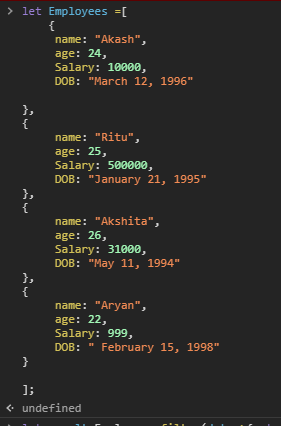 > let Employees =[
{
name: "Akash",
age: 24,
Salary: 10000,
DOB: "March 12, 1996"
},
{
name: "Ritu",
age: 25,
Salary: 500000,
DOB: "January 21, 1995"
},
{
name: "Akshita",
age: 26,
Salary: 31000,
DOB: "May 11, 1994"
},
{
name: "Aryan",
age: 22,
Salary: 999,
DOB: " February 15, 1998"
}
];
undefined